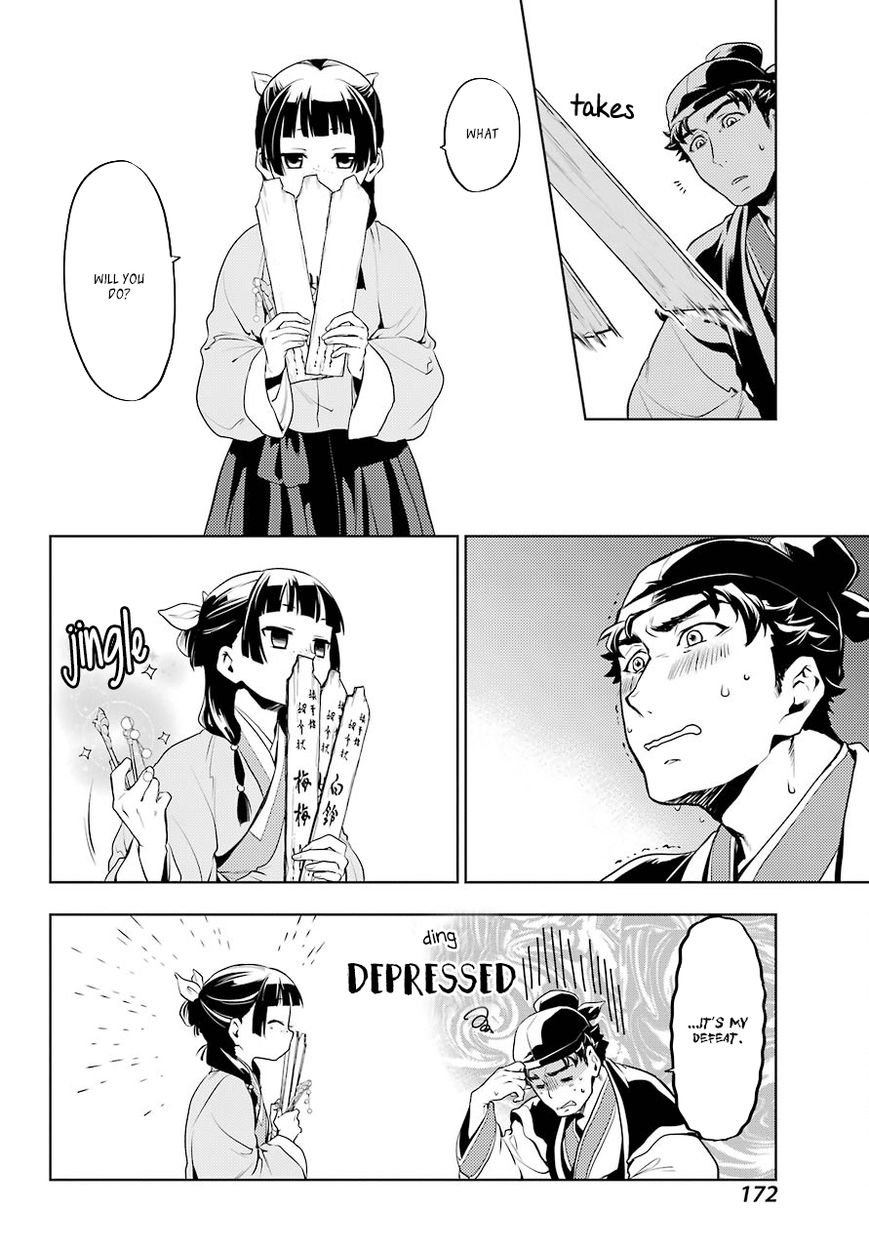 takes
WHAT
WILL YOU
DO?
jingle
梅梅
白鈴
...IT'S MY
DEFEAT.
ding
DEPRESSED
172